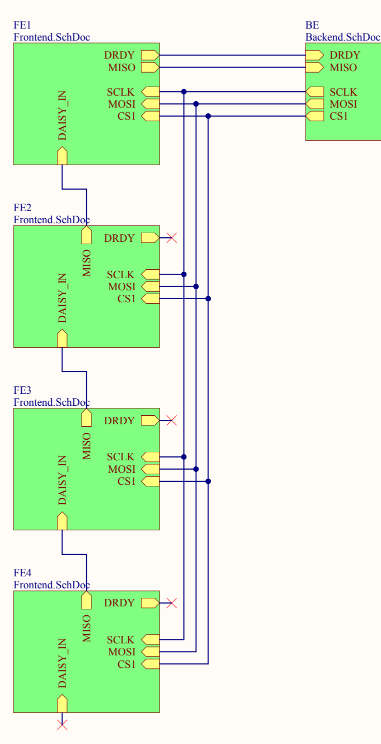 FE1
Frontend.SchDoc
DRDY
MISO
SCLK
MOSI
CS1
DAISY_IN
BE
Backend.SchDoc
DRDY
MISO
SCLK
MOSI
CS1
FE2
Frontend.SchDoc
MISO
DRDY
DAISY_IN
SCLK
MOSI
CS1
FE3
Frontend.SchDoc
MISO
DRDY
DAISY_IN
SCLK
MOSI
CS1
FE4
Frontend.SchDoc
MISO
DRDY
DAISY_IN
SCLK
MOSI
CS1